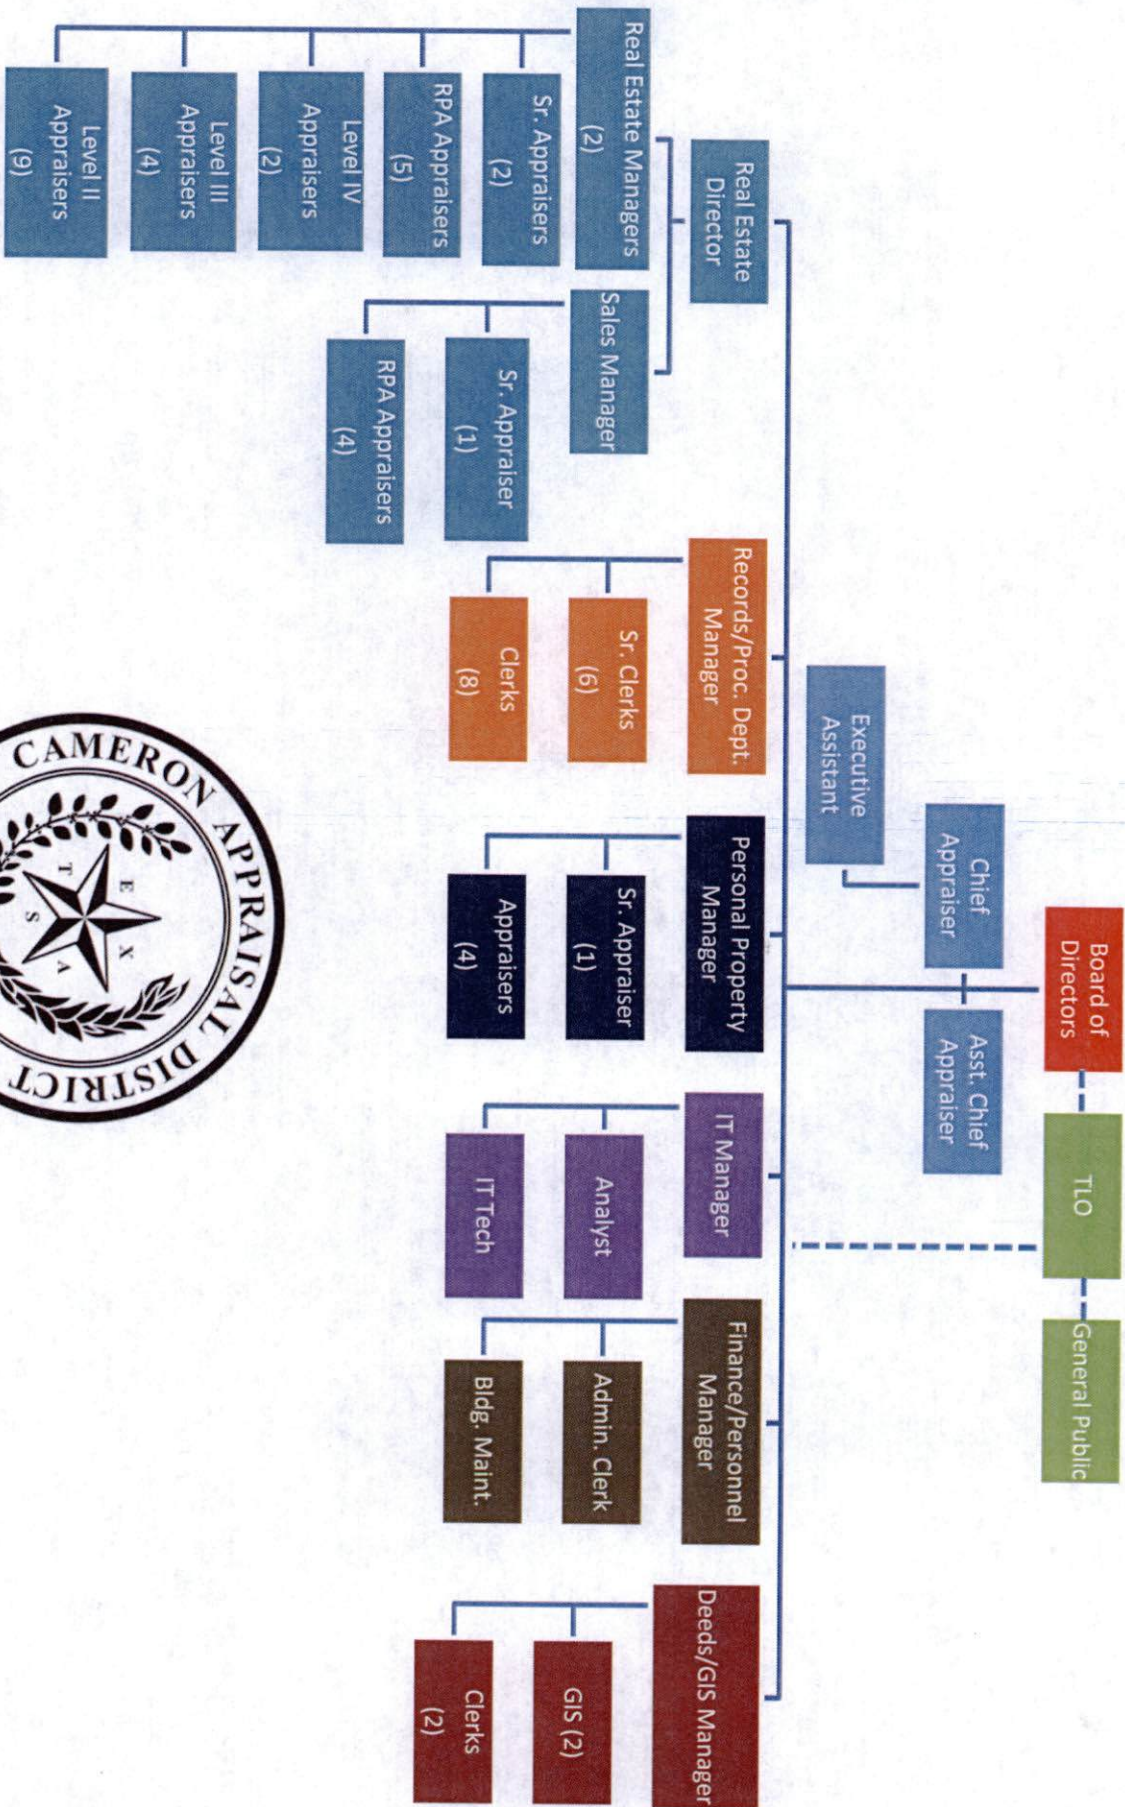 Board of
Directors
TLO
General Public
Chief
Appraiser
Asst. Chief
Appraiser
Executive
Assistant
Real Estate
Director
Records/Proc. Dept.
Manager
Personal Property
Manager
IT Manager
Finance/Personnel
Manager
Deeds/GIS Manager
Real Estate Managers
(2)
Sr. Appraisers
(2)
RPA Appraisers
(5)
Level IV
Appraisers
(2)
Level III
Appraisers
(4)
Level II
Appraisers
(9)
Sales Manager
Sr. Appraiser
(1)
RPA Appraisers
(4)
Sr. Clerks
(6)
Clerks
(8)
Sr. Appraiser
(1)
Appraisers
(4)
Analyst
IT Tech
Admin. Clerk
Bldg. Maint.
GIS (2)
Clerks
(2)
CAMERON APPRAISAL DISTRICT
TEXAS